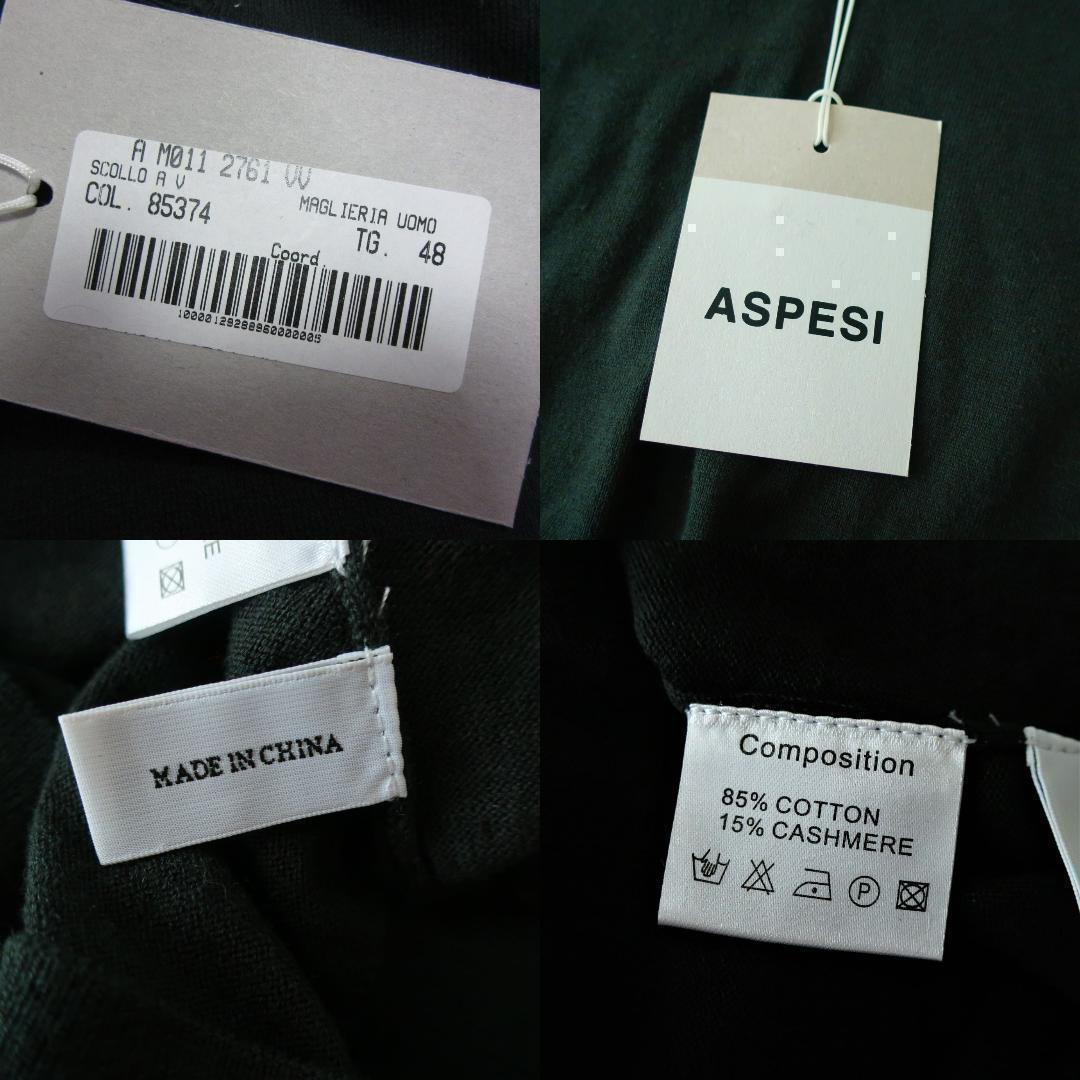 A M011 2761 VV
SCOLLO A V
MAGLIERIA UOMO
COL. 85374
TG. 48
Coord.
ASPESI
E
MADE IN CHINA
Composition
85% COTTON
15% CASHMERE
P